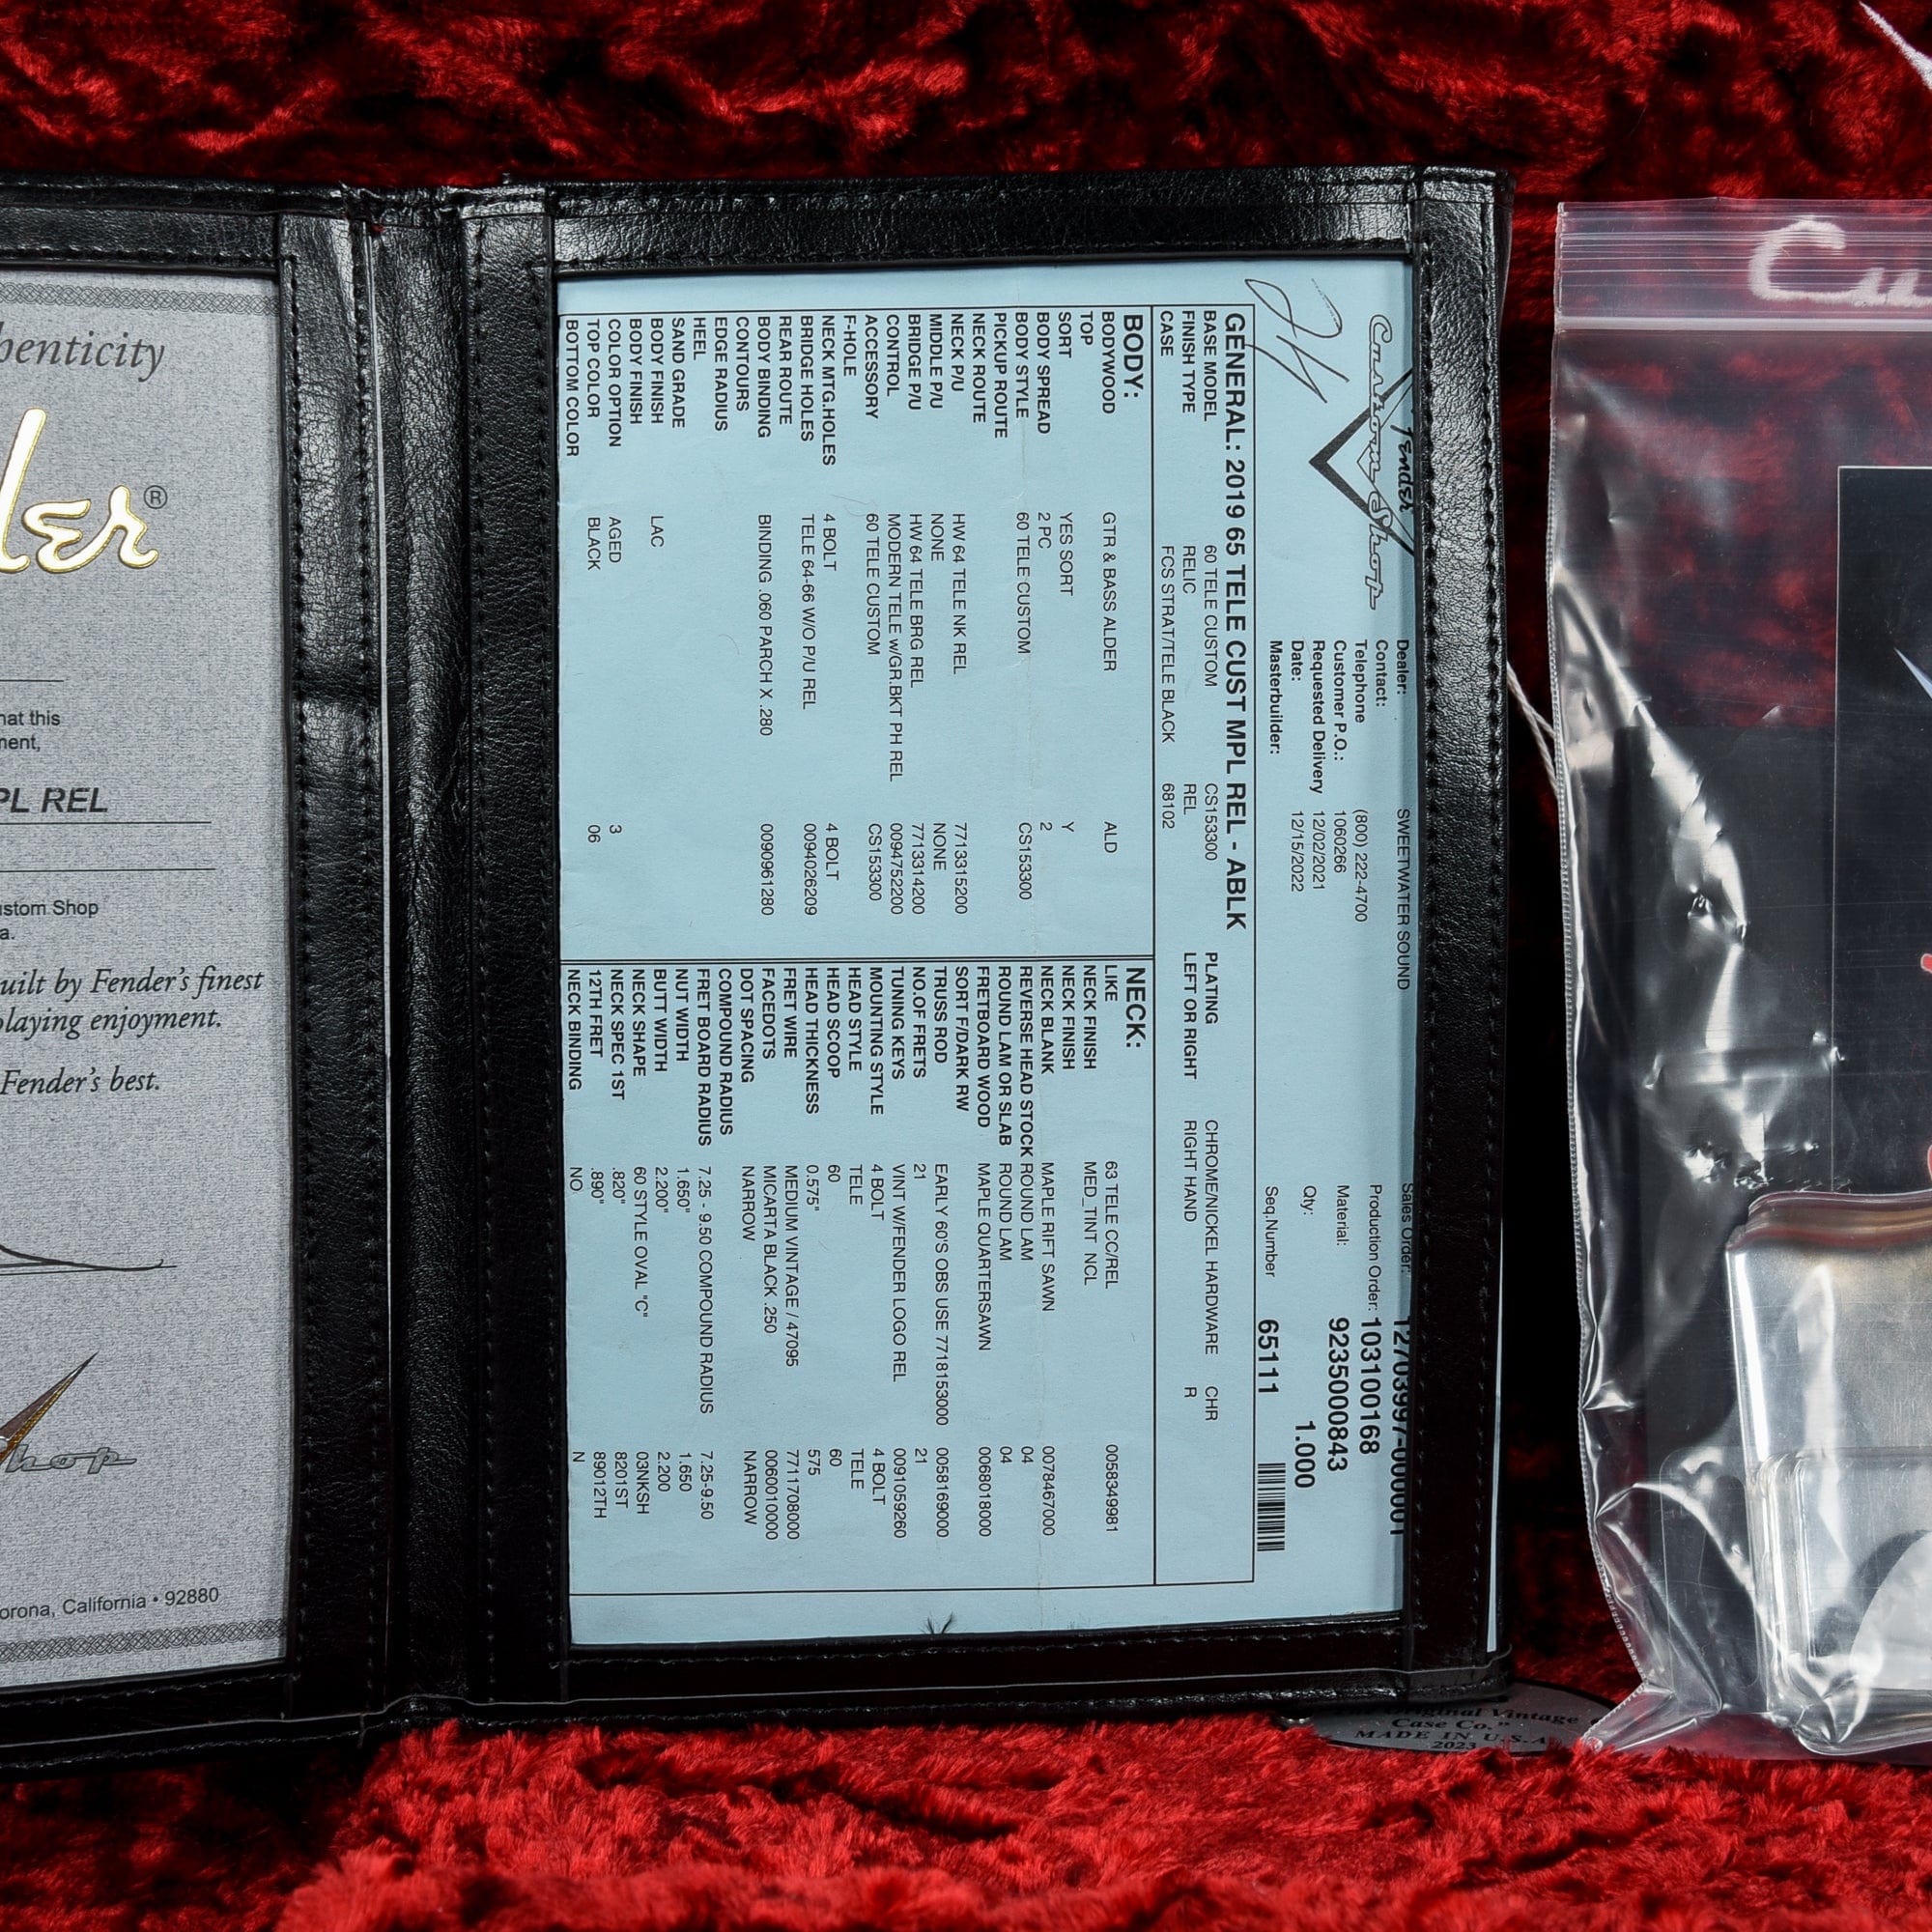 henticity
der®
hat this
ment,
PL REL
ustom Shop
a.
uilt by Fender's finest
playing enjoyment.
Fender's best.
Shop
orona, California • 92880
Fender
Custom Shop
Dealer: SWEETWATER SOUND
Contact:
Telephone (800) 222-4700
Customer P.O.: 1060266
Requested Delivery 12/02/2021
Date: 12/15/2022
Masterbuilder:
Sales Order: 12703997-000001
Production Order: 103100168
Material: 9235000843
Qty: 1.000
Seq.Number 65111
GENERAL: 2019 65 TELE CUST MPL REL - ABLK
BASE MODEL 60 TELE CUSTOM CS153300 PLATING CHROME/NICKEL HARDWARE CHR
FINISH TYPE RELIC REL LEFT OR RIGHT RIGHT HAND R
CASE FCS STRAT/TELE BLACK 68102
BODY:
BODYWOOD GTR & BASS ALDER ALD
TOP
SORT YES SORT Y
BODY SPREAD 2 PC 2
BODY STYLE 60 TELE CUSTOM CS153300
PICKUP ROUTE
NECK ROUTE
NECK P/U HW 64 TELE NK REL 7713315200
MIDDLE P/U NONE NONE
BRIDGE P/U HW 64 TELE BRG REL 7713314200
CONTROL MODERN TELE w/GR.BKT PH REL 0094752200
ACCESSORY 60 TELE CUSTOM CS153300
F-HOLE
NECK MTG.HOLES 4 BOLT 4 BOLT
BRIDGE HOLES TELE 64-66 W/O P/U REL 0094026209
REAR ROUTE
BODY BINDING BINDING .060 PARCH X .280 0090961280
CONTOURS
EDGE RADIUS
HEEL
SAND GRADE
BODY FINISH LAC
BODY FINISH
COLOR OPTION AGED 3
TOP COLOR BLACK 06
BOTTOM COLOR
NECK:
LIKE 63 TELE CC/REL 0058349981
NECK FINISH MED_TINT NCL
NECK FINISH
NECK BLANK MAPLE RIFT SAWN 0078467000
REVERSE HEAD STOCK ROUND LAM 04
ROUND LAM OR SLAB ROUND LAM 04
FRETBOARD WOOD MAPLE QUARTERSAWN 0068018000
SORT F/DARK RW
TRUSS ROD EARLY 60'S OBS USE 7718153000 0058169000
NO.OF FRETS 21 21
TUNING KEYS VINT W/FENDER LOGO REL 0091059260
MOUNTING STYLE 4 BOLT 4 BOLT
HEAD STYLE TELE TELE
HEAD SCOOP 60 60
HEAD THICKNESS 0.575" 575
FRET WIRE MEDIUM VINTAGE / 47095 7711708000
FACEDOTS MICARTA BLACK .250 0060010000
DOT SPACING NARROW NARROW
COMPOUND RADIUS
FRET BOARD RADIUS 7.25 - 9.50 COMPOUND RADIUS 7.25-9.50
NUT WIDTH 1.650" 1.650
BUTT WIDTH 2.200" 2.200
NECK SHAPE 60 STYLE OVAL "C" 03NKSH
NECK SPEC 1ST .820" 8201ST
12TH FRET .890" 89012TH
NECK BINDING NO N
Cu
Original Vintage
Case Co."
MADE IN U.S.A
2023